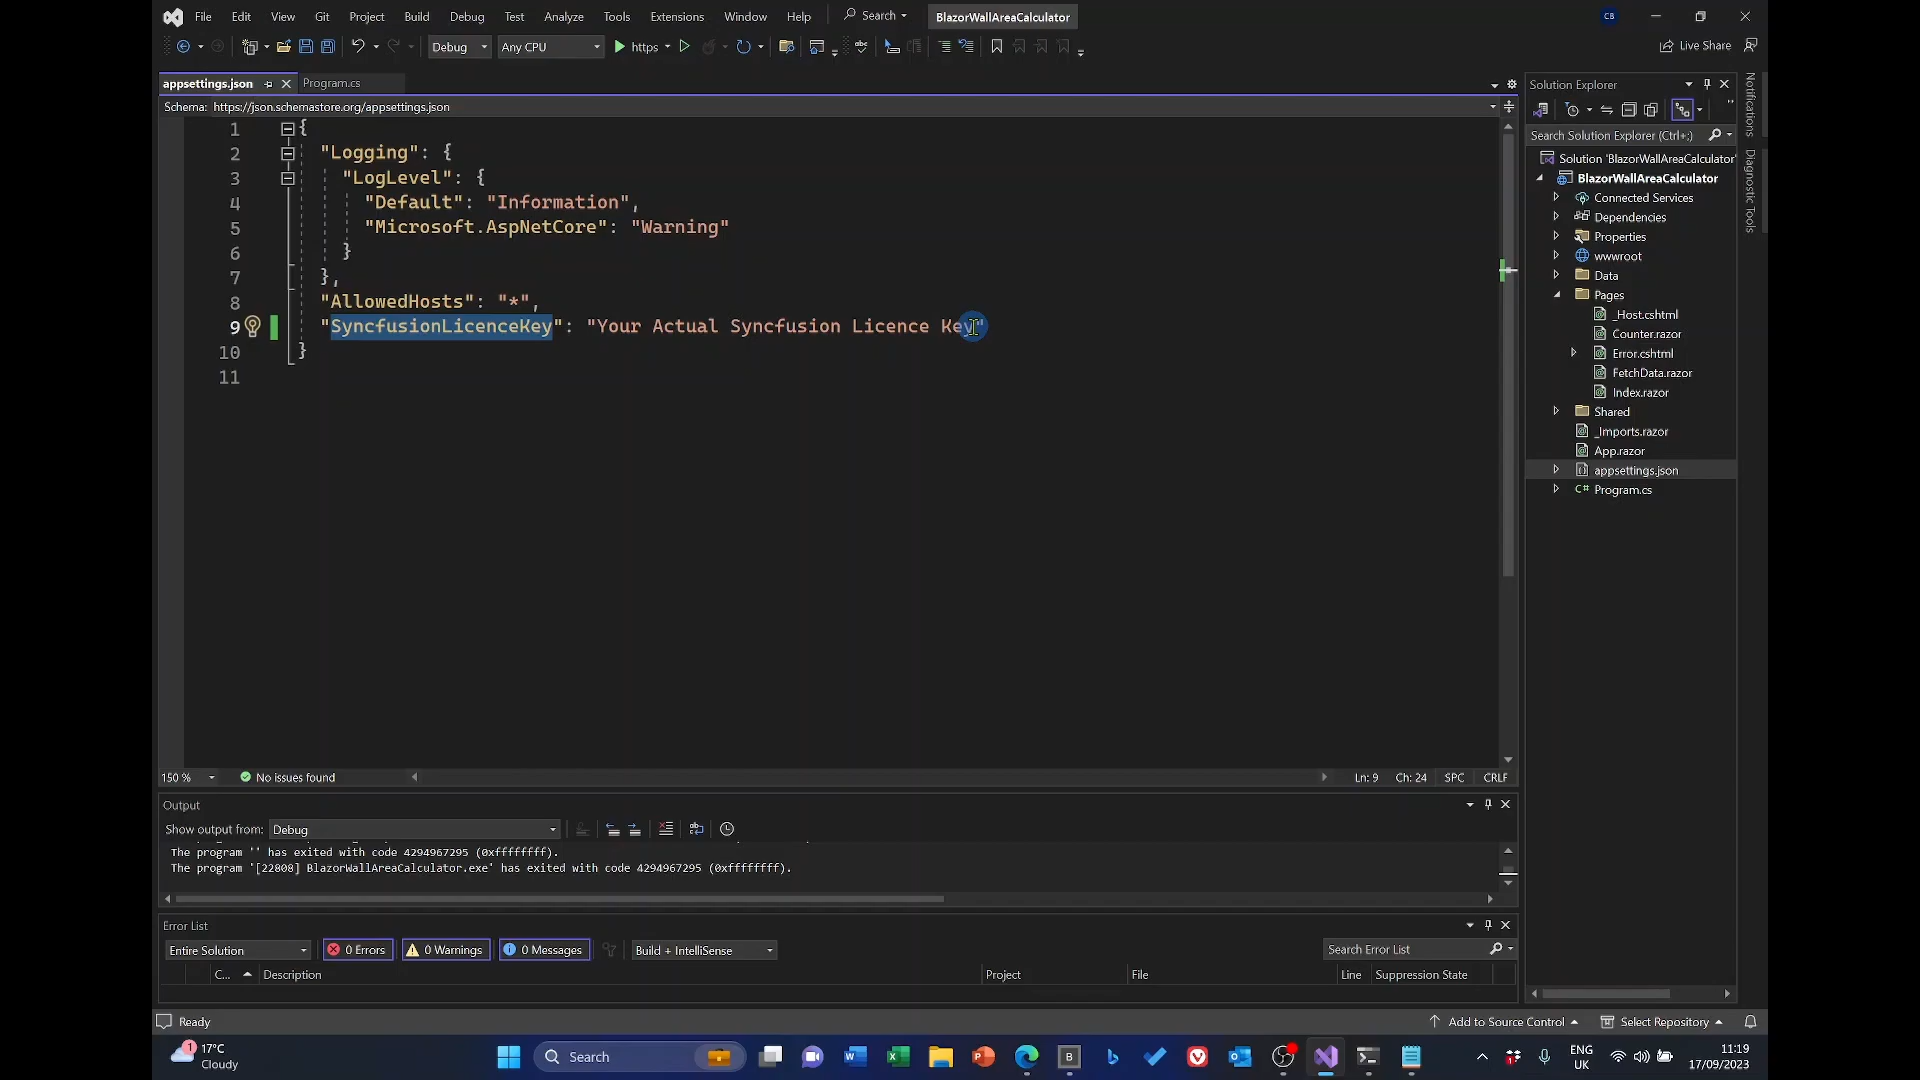 File Edit View Git Project Build Debug Test Analyze Tools Extensions Window Help Search BlazorWallAreaCalculator CB
Debug Any CPU https Live Share
appsettings.json Program.cs
Schema: https://json.schemastore.org/appsettings.json
1 {
2 "Logging": {
3 "LogLevel": {
4 "Default": "Information",
5 "Microsoft.AspNetCore": "Warning"
6 }
7 },
8 "AllowedHosts": "*",
9 "SyncfusionLicenceKey": "Your Actual Syncfusion Licence Key"
10 }
11
150 % No issues found Ln: 9 Ch: 24 SPC CRLF
Output
Show output from: Debug
The program '' has exited with code 4294967295 (0xffffffff).
The program '[22808] BlazorWallAreaCalculator.exe' has exited with code 4294967295 (0xffffffff).
Error List
Entire Solution 0 Errors 0 Warnings 0 Messages Build + IntelliSense Search Error List
C... Description Project File Line Suppression State
Solution Explorer
Search Solution Explorer (Ctrl+;)
Solution 'BlazorWallAreaCalculator'
BlazorWallAreaCalculator
Connected Services
Dependencies
Properties
wwwroot
Data
Pages
_Host.cshtml
Counter.razor
Error.cshtml
FetchData.razor
Index.razor
Shared
_Imports.razor
App.razor
appsettings.json
C# Program.cs
Notifications
Diagnostic Tools
Ready Add to Source Control Select Repository
1 17°C
Cloudy
Search
ENG
UK
11:19
17/09/2023